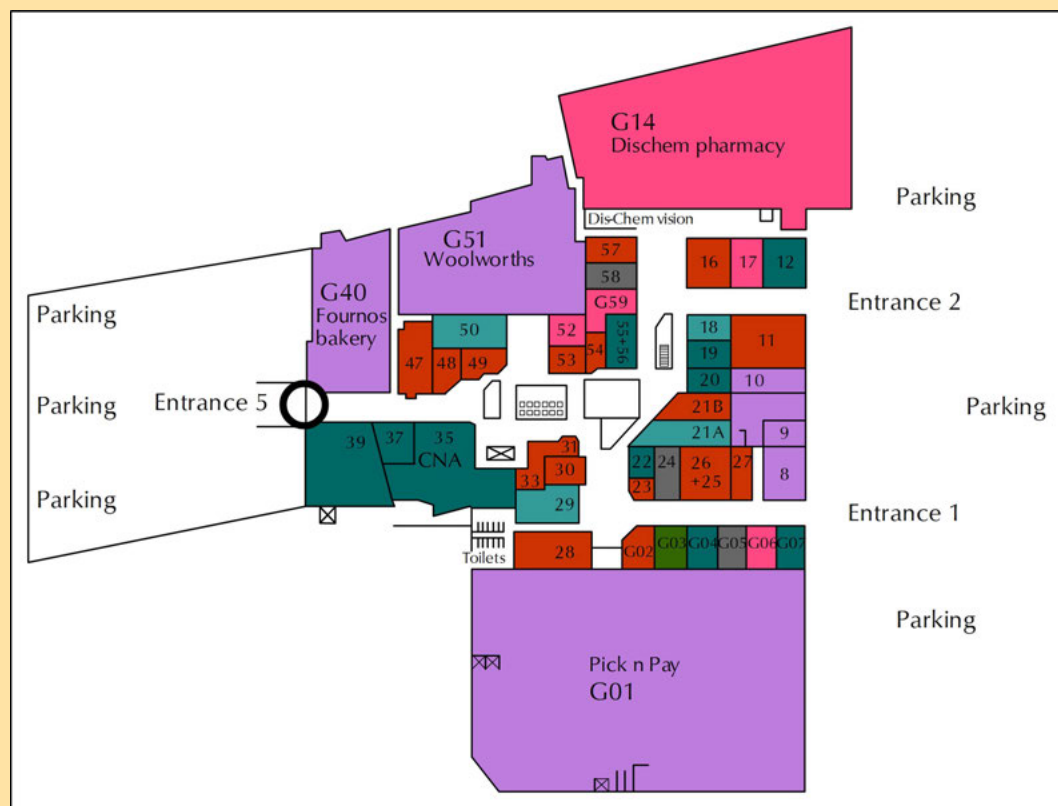 G14
Dischem pharmacy
Parking
Dis-Chem vision
G51
Woolworths
57
16
17
12
58
G40
Fournos
bakery
G59
Entrance 2
Parking
50
52
55+56
18
11
47
48
49
53
54
19
20
10
Parking
Entrance 5
21B
Parking
21A
9
39
37
35
CNA
31
30
33
22
24
26
+25
27
8
23
Parking
29
Entrance 1
Toilets
28
G02
G03
G04
G05
G06
G07
Parking
Pick n Pay
G01